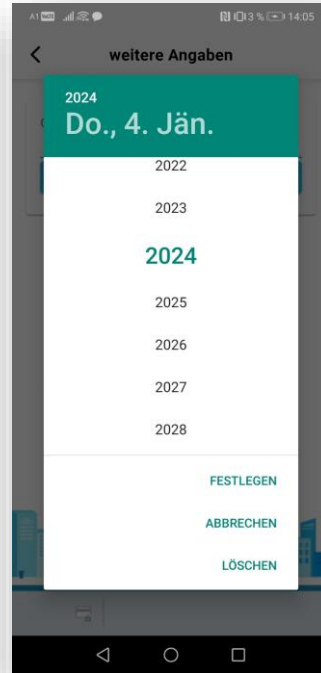 A1 14:05
3 %
weitere Angaben
2024
Do., 4. Jän.
2022
2023
2024
2025
2026
2027
2028
FESTLEGEN
ABBRECHEN
LÖSCHEN